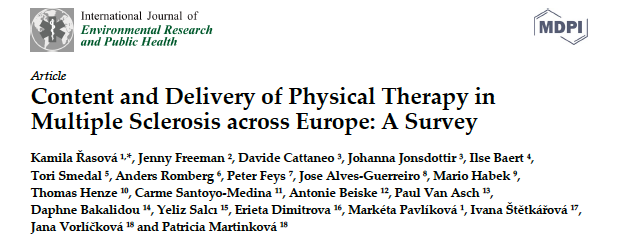 International Journal of
Environmental Research
and Public Health
MDPI
Article
Content and Delivery of Physical Therapy in
Multiple Sclerosis across Europe: A Survey
Kamila Řasová 1,*, Jenny Freeman 2, Davide Cattaneo 3, Johanna Jonsdottir 3, Ilse Baert 4,
Tori Smedal 5, Anders Romberg 6, Peter Feys 7, Jose Alves-Guerreiro 8, Mario Habek 9,
Thomas Henze 10, Carme Santoyo-Medina 11, Antonie Beiske 12, Paul Van Asch 13,
Daphne Bakalidou 14, Yeliz Salcı 15, Erieta Dimitrova 16, Markéta Pavlíková 1, Ivana Štětkářová 17,
Jana Vorlíčková 18 and Patricia Martinková 18